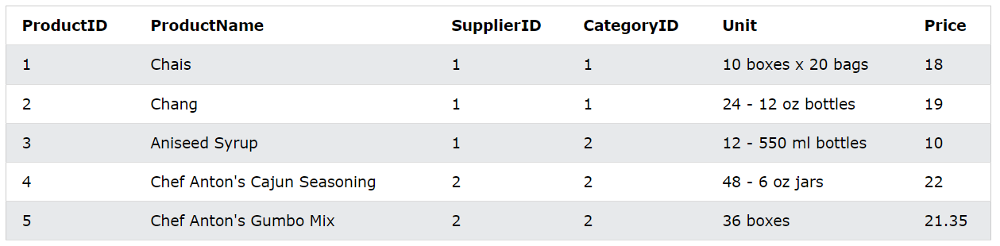 ProductID ProductName SupplierID CategoryID Unit Price
1 Chais 1 1 10 boxes x 20 bags 18
2 Chang 1 1 24 - 12 oz bottles 19
3 Aniseed Syrup 1 2 12 - 550 ml bottles 10
4 Chef Anton's Cajun Seasoning 2 2 48 - 6 oz jars 22
5 Chef Anton's Gumbo Mix 2 2 36 boxes 21.35